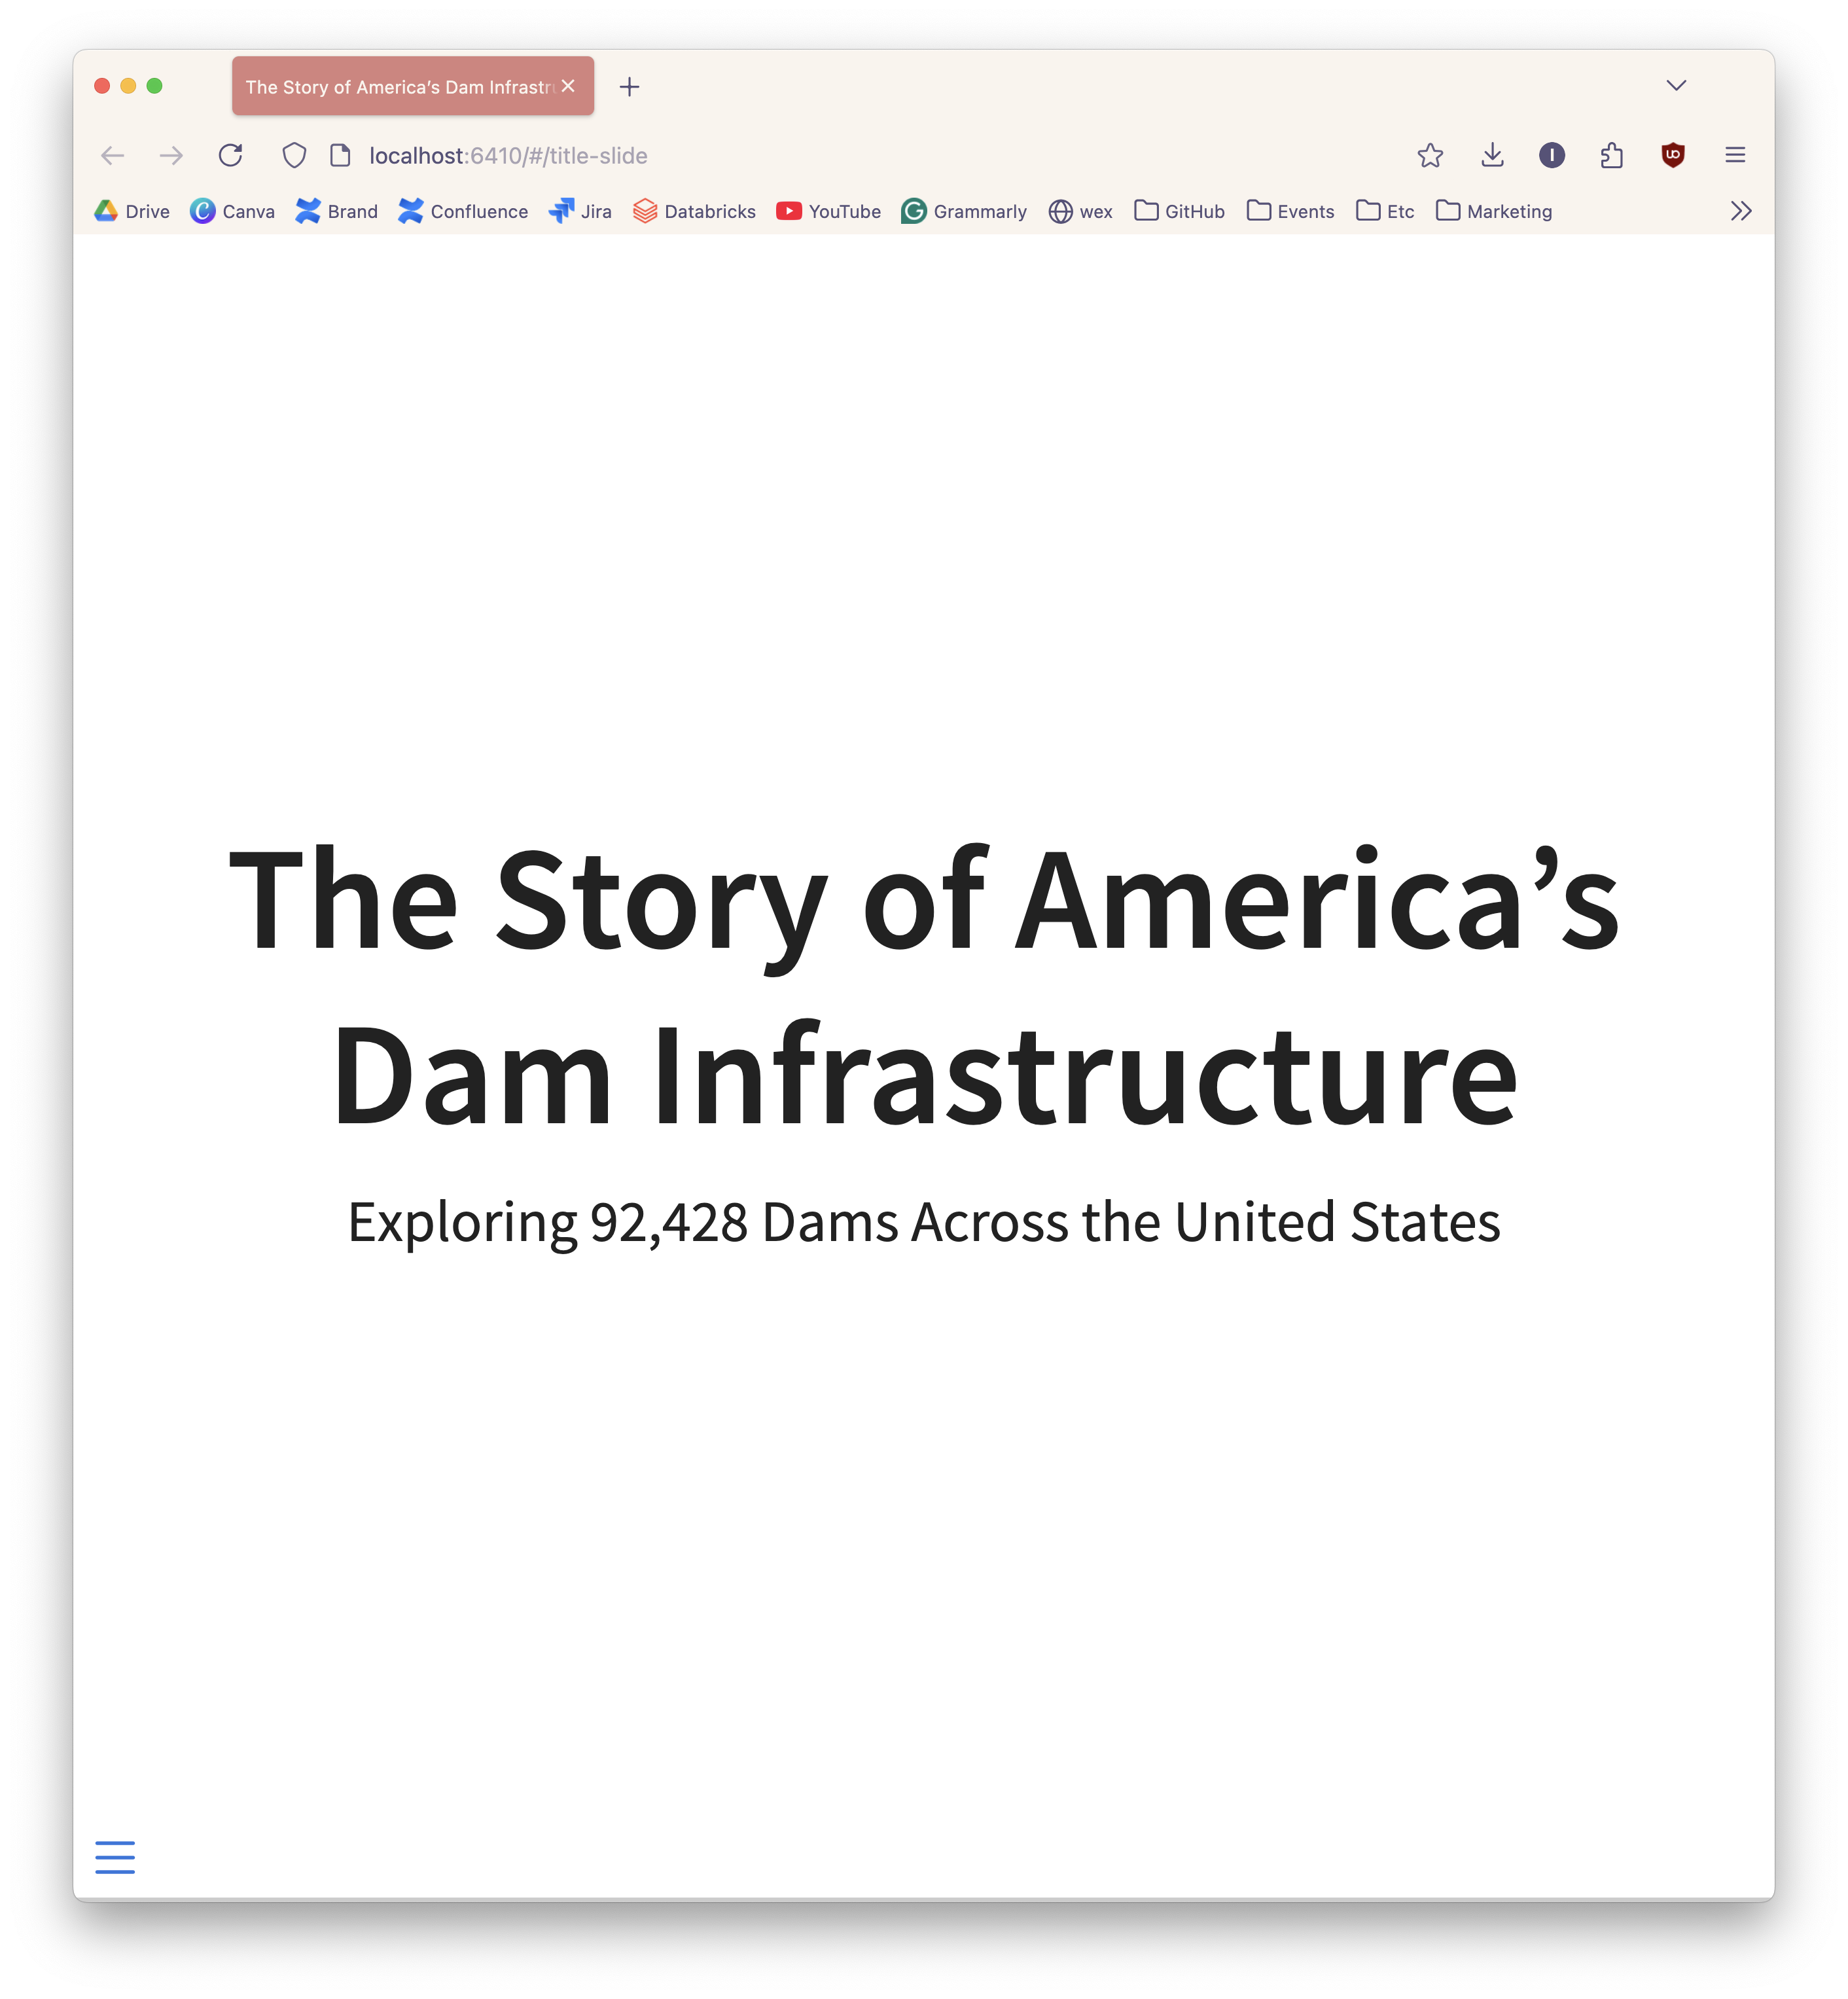 The Story of America’s Dam Infrastr
localhost:6410/#/title-slide
Drive Canva Brand Confluence Jira Databricks YouTube Grammarly wex GitHub Events Etc Marketing
The Story of America’s
Dam Infrastructure
Exploring 92,428 Dams Across the United States